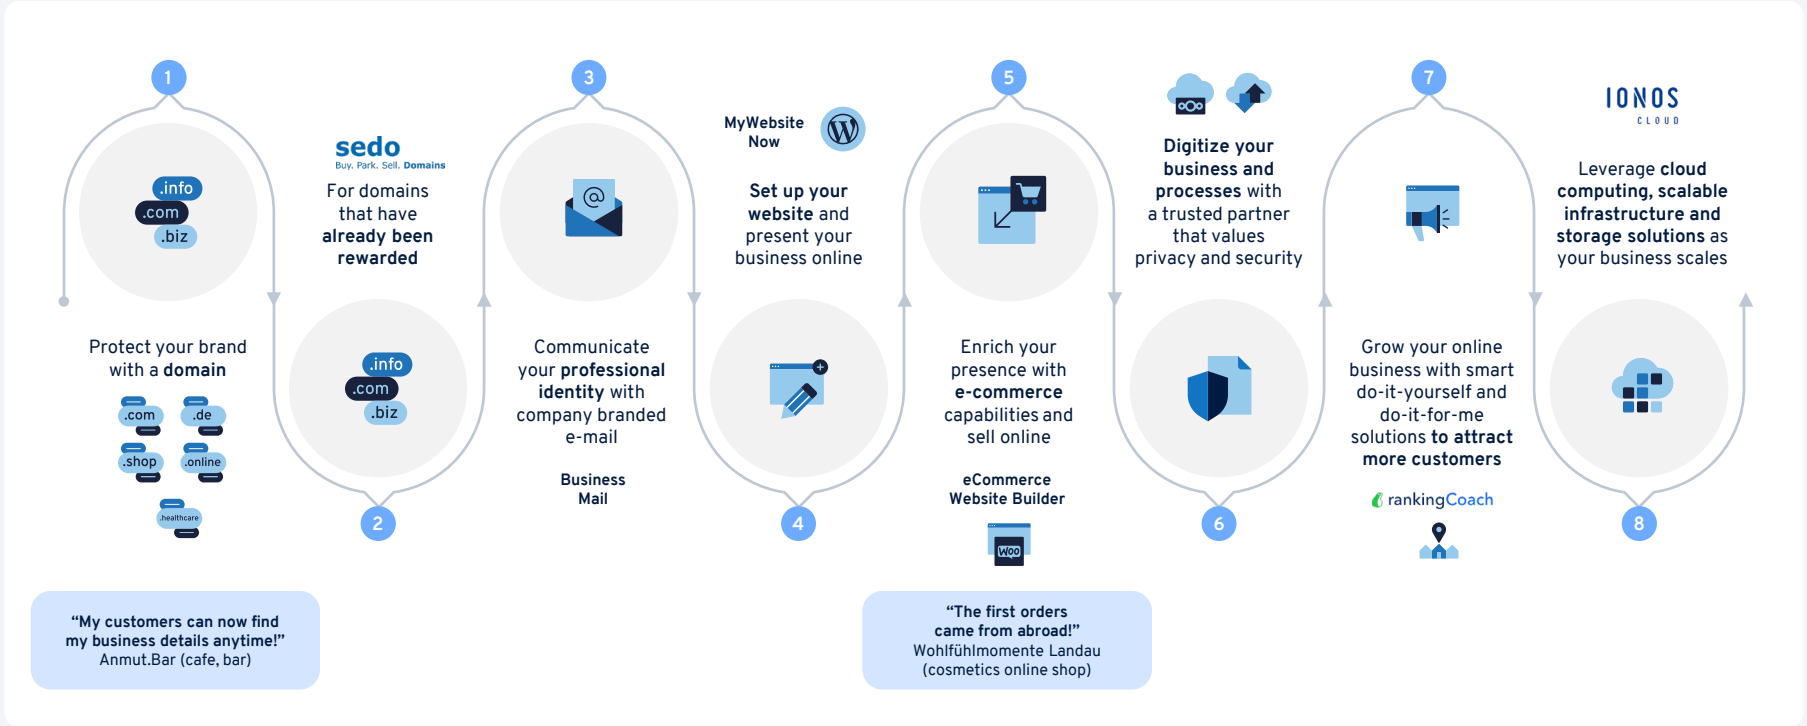 1
.info
.com
.biz
Protect your brand
with a domain
.com
.de
.shop
.online
.healthcare
“My customers can now find
my business details anytime!”
Anmut.Bar (cafe, bar)
sedo
Buy. Park. Sell. Domains
For domains
that have
already been
rewarded
.info
.com
.biz
2
3
@
Communicate
your professional
identity with
company branded
e-mail
Business
Mail
MyWebsite
Now
W
Set up your
website and
present your
business online
4
5
Enrich your
presence with
e-commerce
capabilities and
sell online
eCommerce
Website Builder
Woo
“The first orders
came from abroad!”
Wohlfühlmomente Landau
(cosmetics online shop)
Digitize your
business and
processes with
a trusted partner
that values
privacy and security
6
7
Grow your online
business with smart
do-it-yourself and
do-it-for-me
solutions to attract
more customers
rankingCoach
IONOS
CLOUD
Leverage cloud
computing, scalable
infrastructure and
storage solutions as
your business scales
8